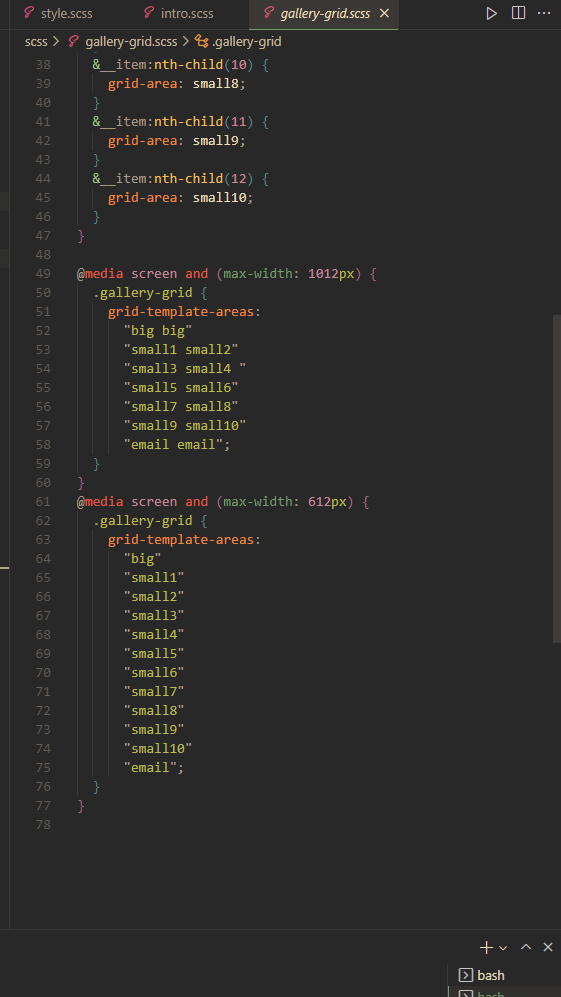 style.scss intro.scss gallery-grid.scss
scss > gallery-grid.scss > .gallery-grid
38 &__item:nth-child(10) {
39 grid-area: small8;
40 }
41 &__item:nth-child(11) {
42 grid-area: small9;
43 }
44 &__item:nth-child(12) {
45 grid-area: small10;
46 }
47 }
48
49 @media screen and (max-width: 1012px) {
50 .gallery-grid {
51 grid-template-areas:
52 "big big"
53 "small1 small2"
54 "small3 small4 "
55 "small5 small6"
56 "small7 small8"
57 "small9 small10"
58 "email email";
59 }
60 }
61 @media screen and (max-width: 612px) {
62 .gallery-grid {
63 grid-template-areas:
64 "big"
65 "small1"
66 "small2"
67 "small3"
68 "small4"
69 "small5"
70 "small6"
71 "small7"
72 "small8"
73 "small9"
74 "small10"
75 "email";
76 }
77 }
78
bash
bash